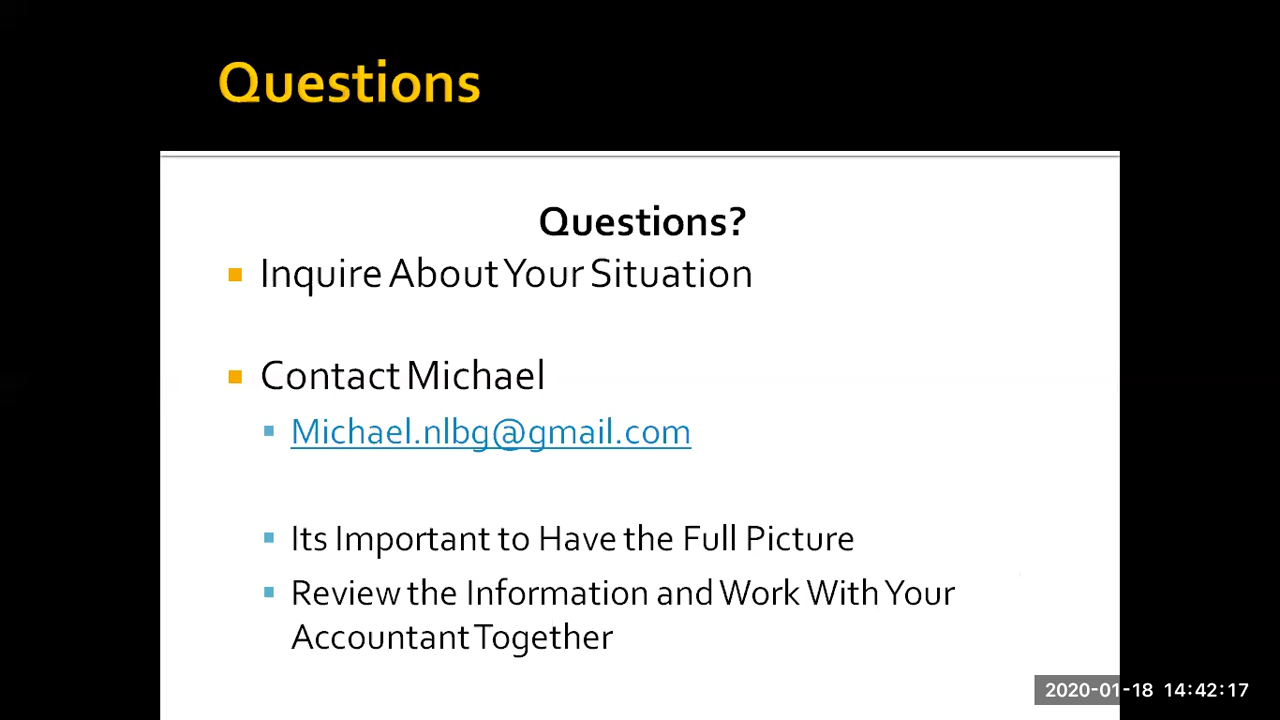 Questions
Questions?
Inquire About Your Situation
Contact Michael
Michael.nlbg@gmail.com
Its Important to Have the Full Picture
Review the Information and Work With Your
Accountant Together
2020-01-18 14:42:17